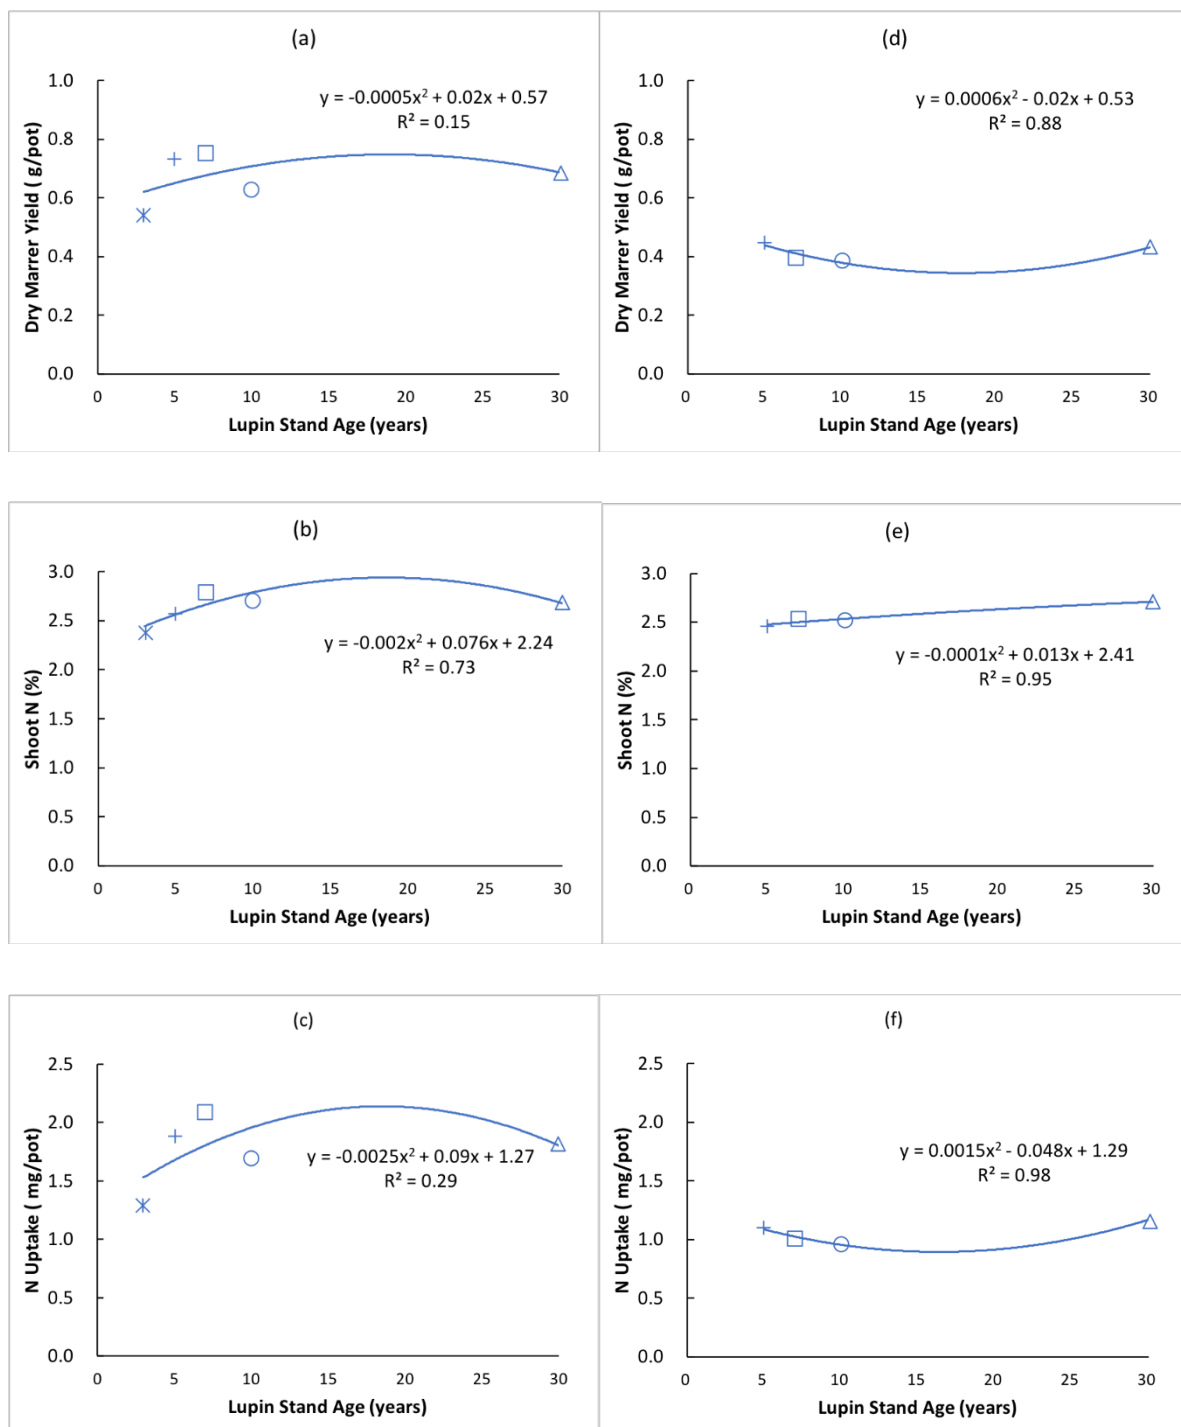 (a)
1.0
0.8
0.6
0.4
0.2
0.0
Dry Marrer Yield ( g/pot)
y = -0.0005x² + 0.02x + 0.57
R² = 0.15
0 5 10 15 20 25 30
Lupin Stand Age (years)
(d)
1.0
0.8
0.6
0.4
0.2
0.0
Dry Marrer Yield ( g/pot)
y = 0.0006x² - 0.02x + 0.53
R² = 0.88
0 5 10 15 20 25 30
Lupin Stand Age (years)
(b)
3.0
2.5
2.0
1.5
1.0
0.5
0.0
Shoot N (%)
y = -0.002x² + 0.076x + 2.24
R² = 0.73
0 5 10 15 20 25 30
Lupin Stand Age (years)
(e)
3.0
2.5
2.0
1.5
1.0
0.5
0.0
Shoot N (%)
y = -0.0001x² + 0.013x + 2.41
R² = 0.95
0 5 10 15 20 25 30
Lupin Stand Age (years)
(c)
2.5
2.0
1.5
1.0
0.5
0.0
N Uptake ( mg/pot)
y = -0.0025x² + 0.09x + 1.27
R² = 0.29
0 5 10 15 20 25 30
Lupin Stand Age (years)
(f)
2.5
2.0
1.5
1.0
0.5
0.0
N Uptake ( mg/pot)
y = 0.0015x² - 0.048x + 1.29
R² = 0.98
0 5 10 15 20 25 30
Lupin Stand Age (years)